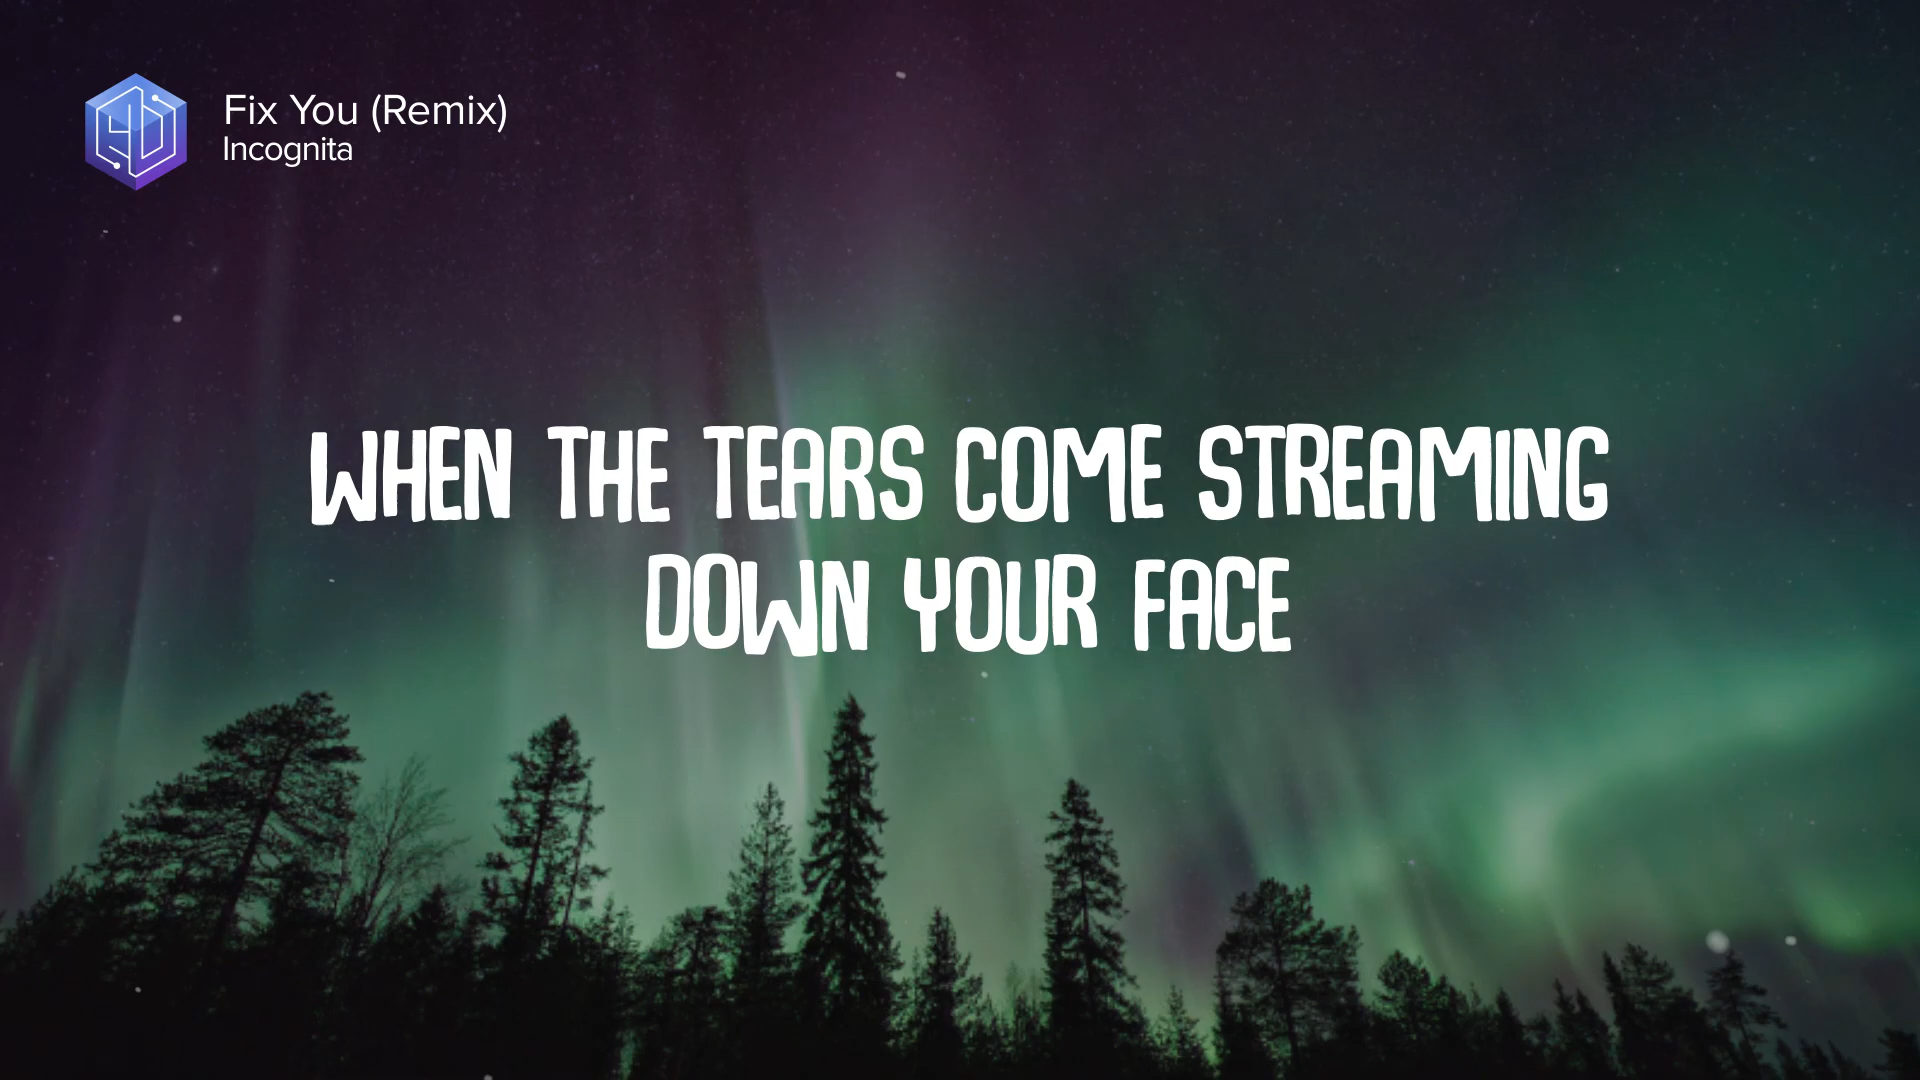 Fix You (Remix)
Incognita
WHEN THE TEARS COME STREAMING
DOWN YOUR FACE